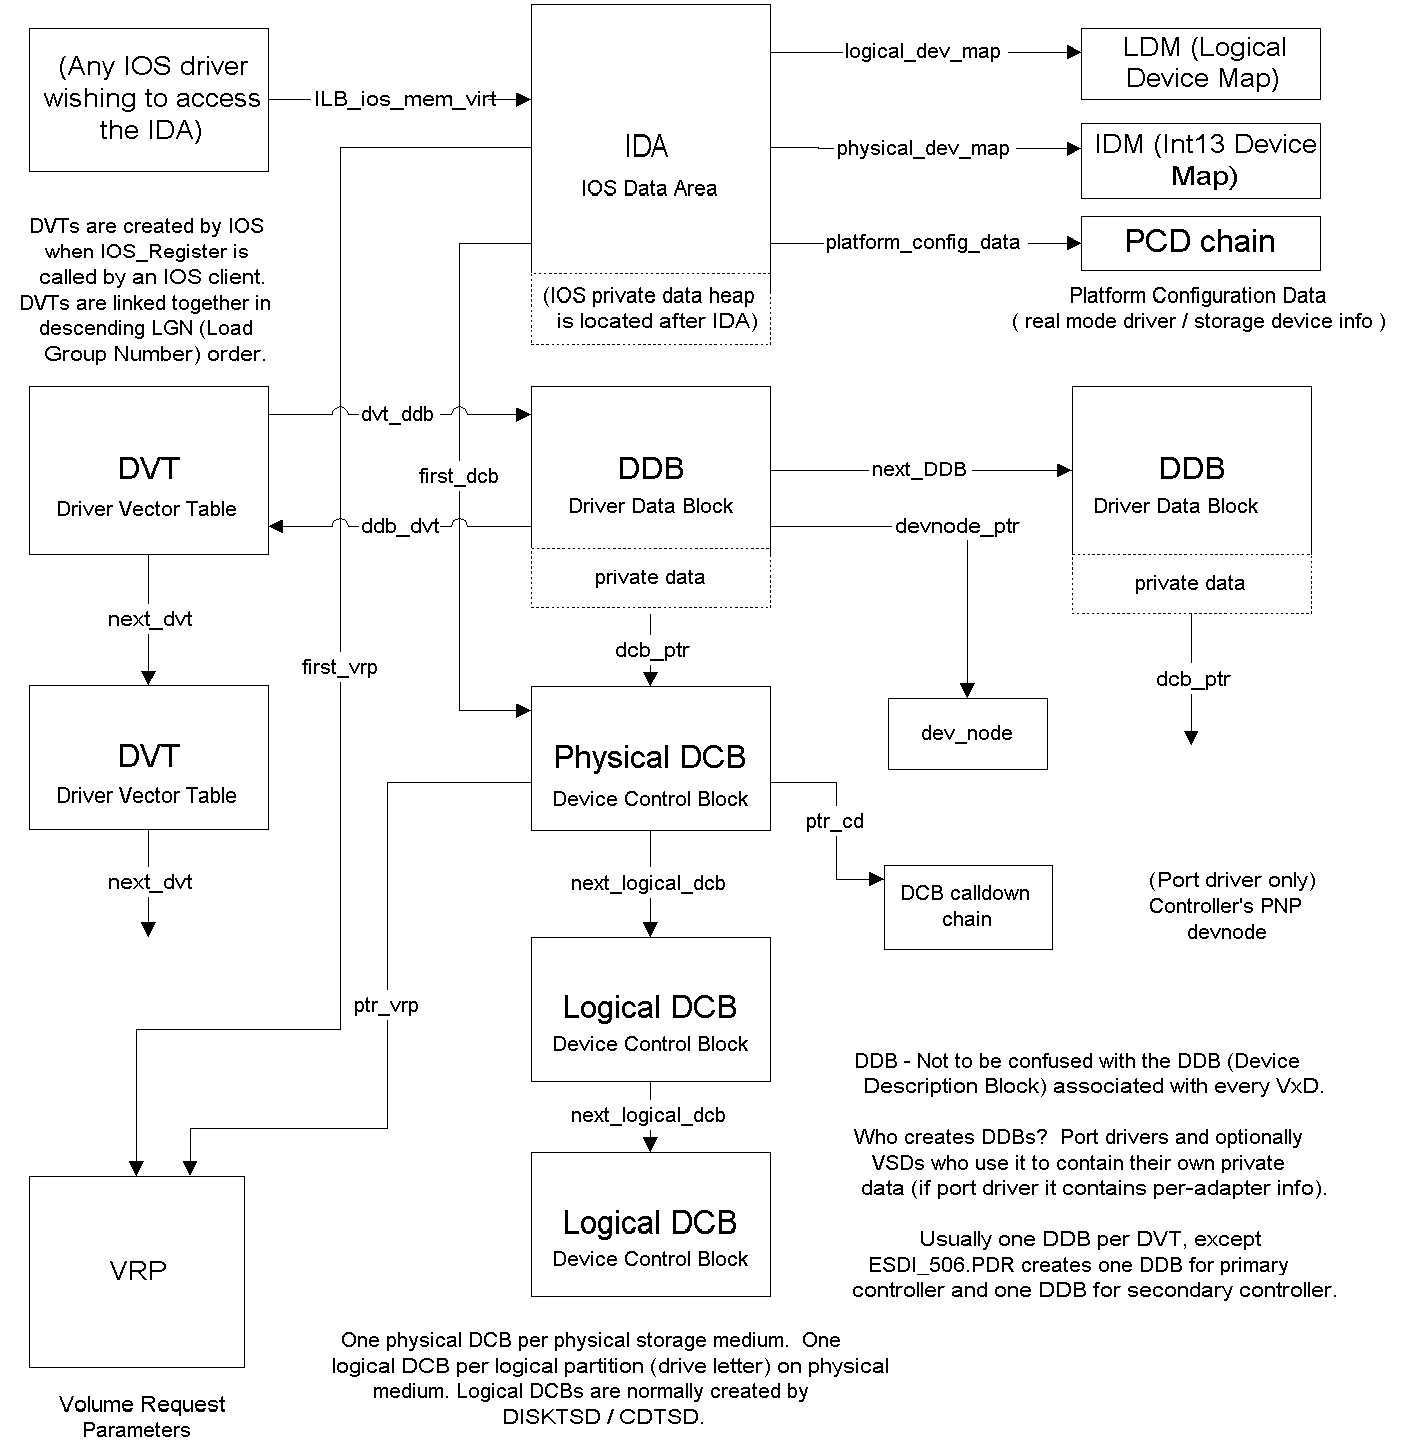 (Any IOS driver
wishing to access
the IDA)
ILB_ios_mem_virt
IDA
IOS Data Area
(IOS private data heap
is located after IDA)
logical_dev_map
LDM (Logical
Device Map)
physical_dev_map
IDM (Int13 Device
Map)
platform_config_data
PCD chain
Platform Configuration Data
( real mode driver / storage device info )
DVTs are created by IOS
when IOS_Register is
called by an IOS client.
DVTs are linked together in
descending LGN (Load
Group Number) order.
DVT
Driver Vector Table
dvt_ddb
first_dcb
ddb_dvt
DDB
Driver Data Block
private data
next_DDB
devnode_ptr
DDB
Driver Data Block
private data
next_dvt
first_vrp
dcb_ptr
dcb_ptr
DVT
Driver Vector Table
next_dvt
Physical DCB
Device Control Block
dev_node
ptr_cd
next_logical_dcb
DCB calldown
chain
(Port driver only)
Controller's PNP
devnode
ptr_vrp
Logical DCB
Device Control Block
next_logical_dcb
Logical DCB
Device Control Block
DDB - Not to be confused with the DDB (Device
Description Block) associated with every VxD.
Who creates DDBs?  Port drivers and optionally
VSDs who use it to contain their own private
data (if port driver it contains per-adapter info).
Usually one DDB per DVT, except
ESDI_506.PDR creates one DDB for primary
controller and one DDB for secondary controller.
VRP
Volume Request
Parameters
One physical DCB per physical storage medium.  One
logical DCB per logical partition (drive letter) on physical
medium. Logical DCBs are normally created by
DISKTSD / CDTSD.